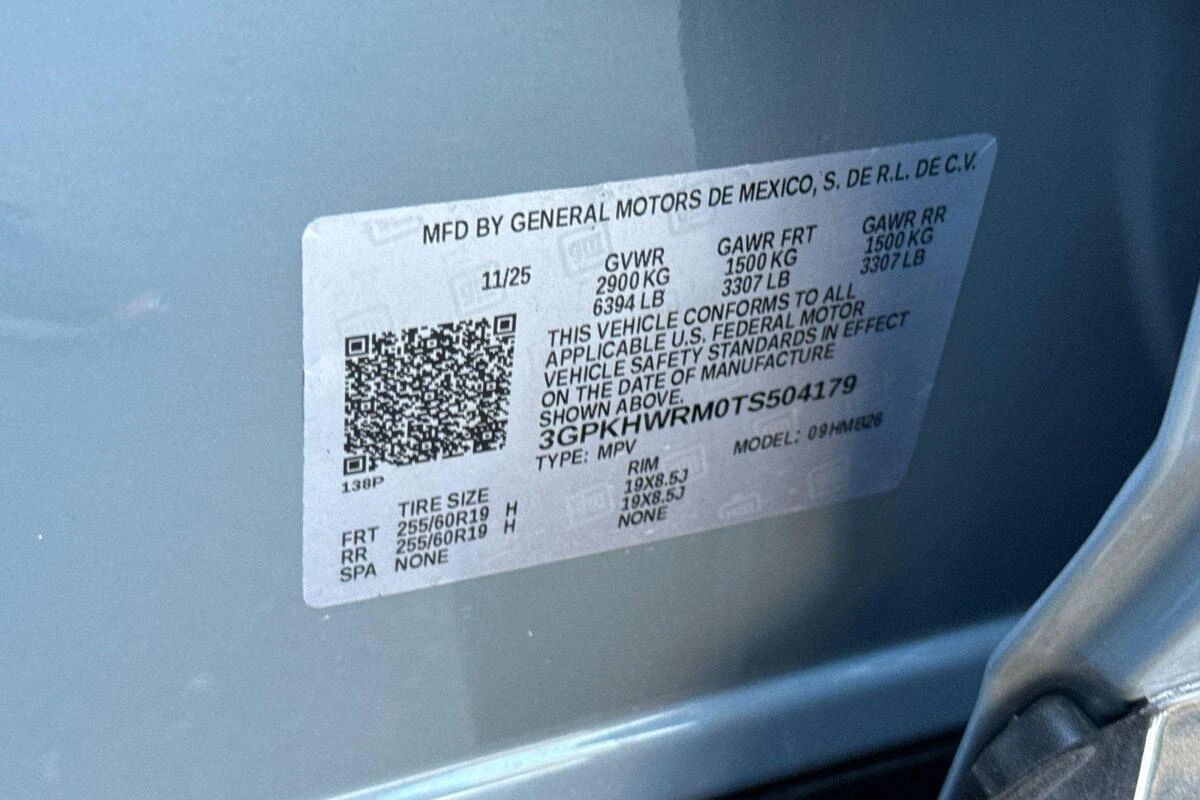 MFD BY GENERAL MOTORS DE MEXICO, S. DE R.L. DE C.V.
11/25 GVWR GAWR FRT GAWR RR
2900 KG 1500 KG 1500 KG
6394 LB 3307 LB 3307 LB
THIS VEHICLE CONFORMS TO ALL
APPLICABLE U.S. FEDERAL MOTOR
VEHICLE SAFETY STANDARDS IN EFFECT
ON THE DATE OF MANUFACTURE
SHOWN ABOVE.
3GPKHWRM0TS504179
TYPE: MPV MODEL: 09HMB26
138P
TIRE SIZE RIM
FRT 255/60R19 H 19X8.5J
RR 255/60R19 H 19X8.5J
SPA NONE NONE